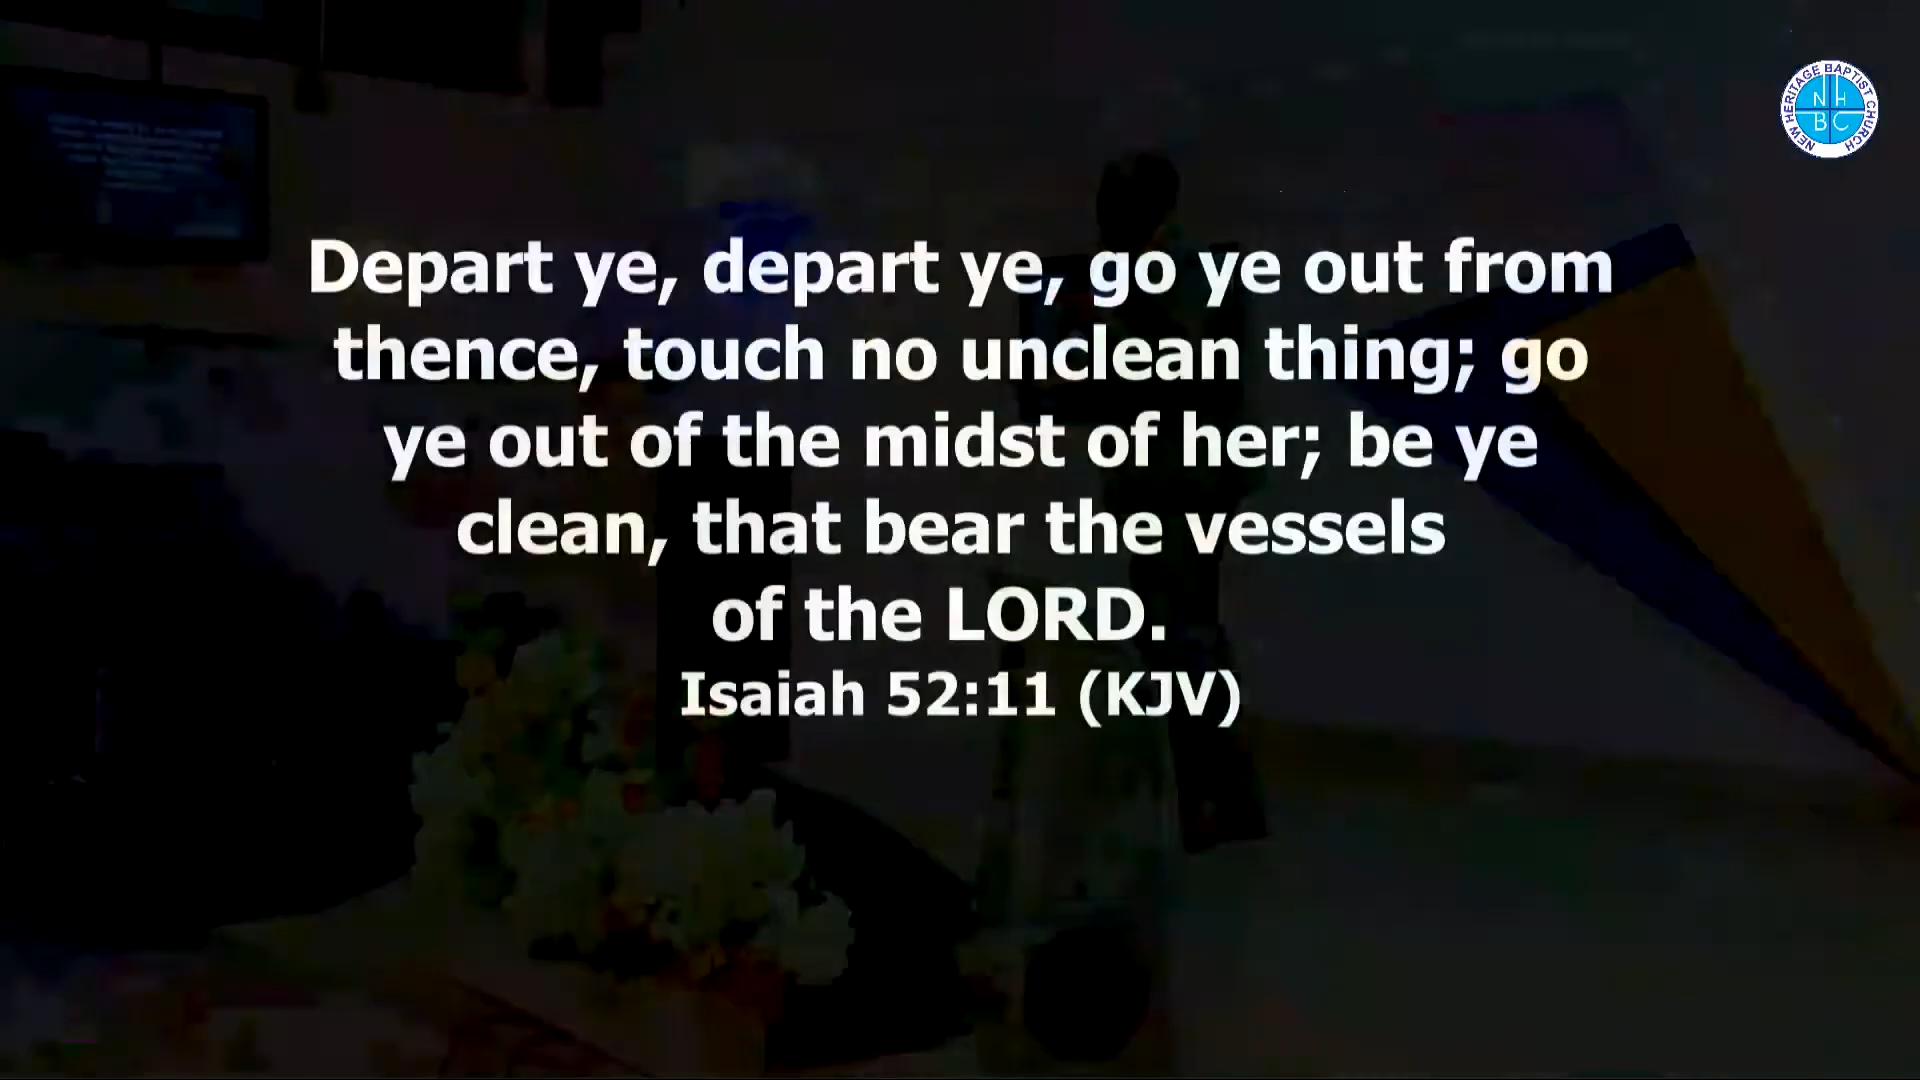 Depart ye, depart ye, go ye out from
thence, touch no unclean thing; go
ye out of the midst of her; be ye
clean, that bear the vessels
of the LORD.
Isaiah 52:11 (KJV)
NEW HERITAGE BAPTIST CHURCH
NH
BC